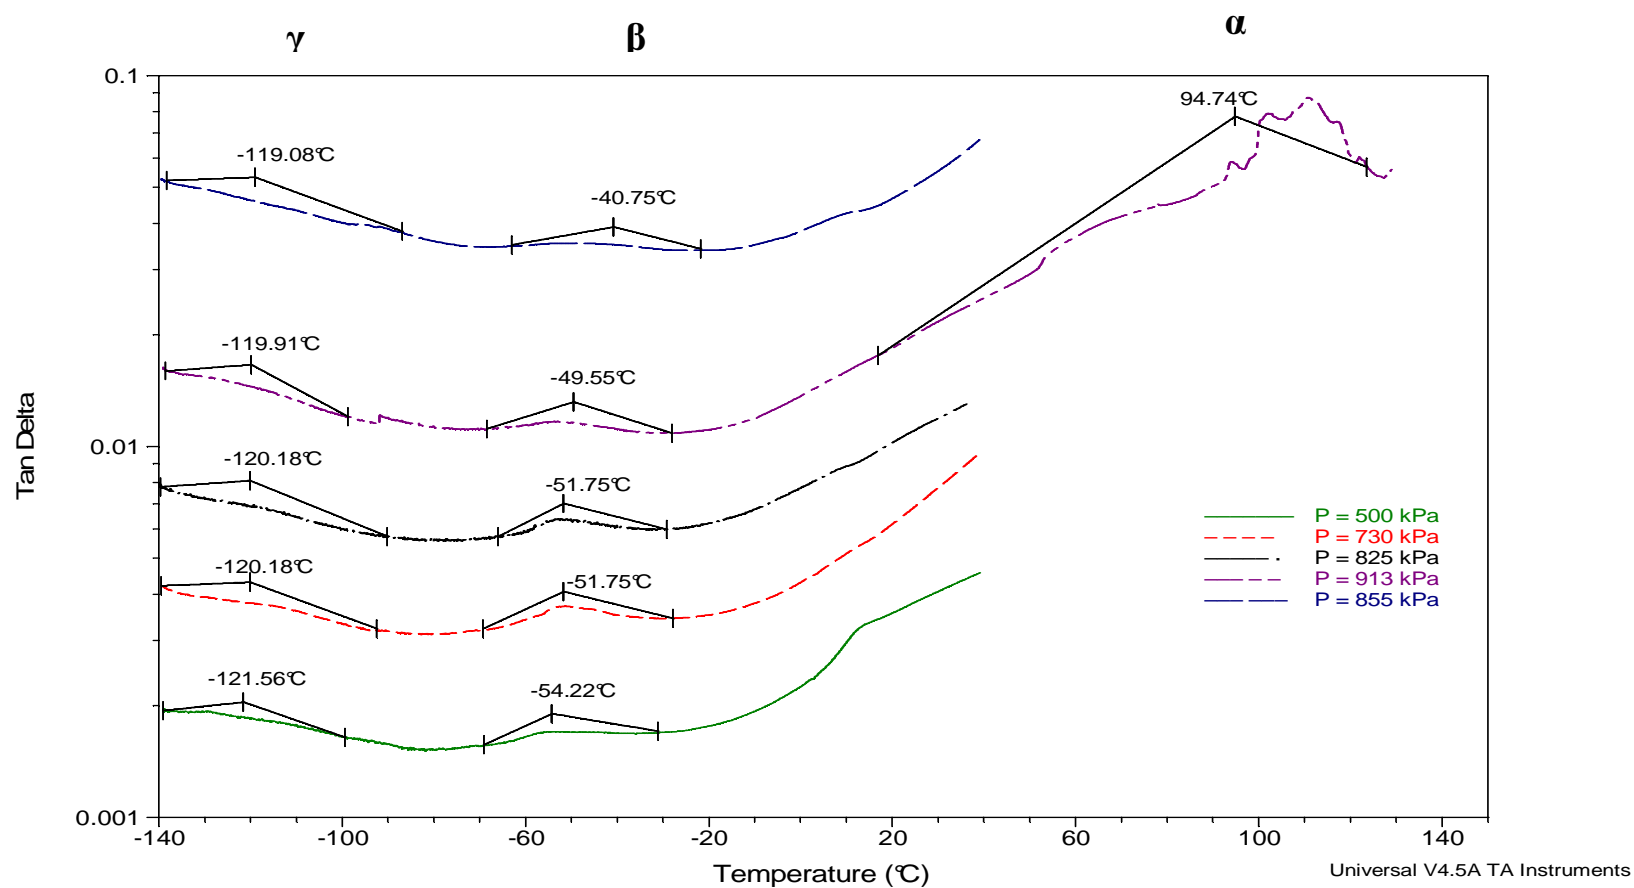 γ β α
0.1
94.74°C
-119.08°C
-40.75°C
-119.91°C
-49.55°C
0.01
-120.18°C
-51.75°C
P = 500 kPa
P = 730 kPa
P = 825 kPa
P = 913 kPa
P = 855 kPa
-120.18°C
-51.75°C
-121.56°C
-54.22°C
0.001
-140 -100 -60 -20 20 60 100 140
Tan Delta
Temperature (°C)
Universal V4.5A TA Instruments